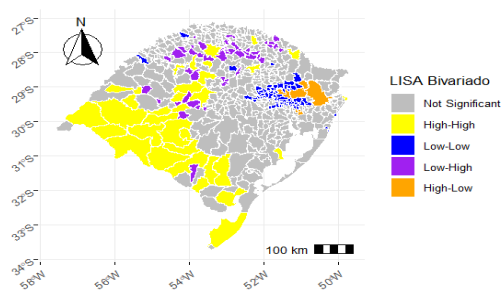 N
27°S
28°S
29°S
30°S
31°S
32°S
33°S
34°S
58°W
56°W
54°W
52°W
50°W
100 km
LISA Bivariado
Not Significant
High-High
Low-Low
Low-High
High-Low